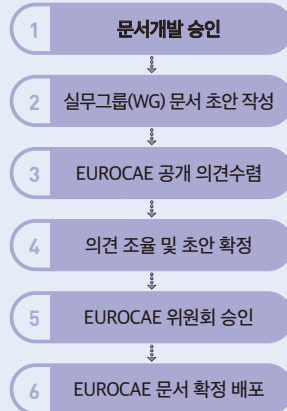 1 문서개발 승인
2 실무그룹(WG) 문서 초안 작성
3 EUROCAE 공개 의견수렴
4 의견 조율 및 초안 확정
5 EUROCAE 위원회 승인
6 EUROCAE 문서 확정 배포